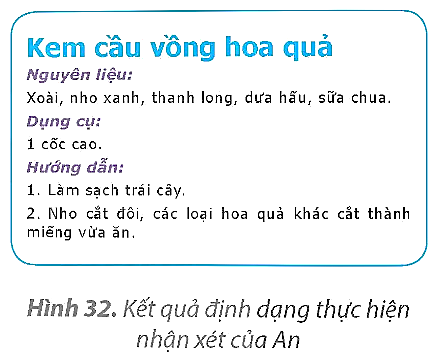 Kem cầu vồng hoa quả
Nguyên liệu:
Xoài, nho xanh, thanh long, dưa hấu, sữa chua.
Dụng cụ:
1 cốc cao.
Hướng dẫn:
1. Làm sạch trái cây.
2. Nho cắt đôi, các loại hoa quả khác cắt thành
miếng vừa ăn.
Hình 32. Kết quả định dạng thực hiện
nhận xét của An